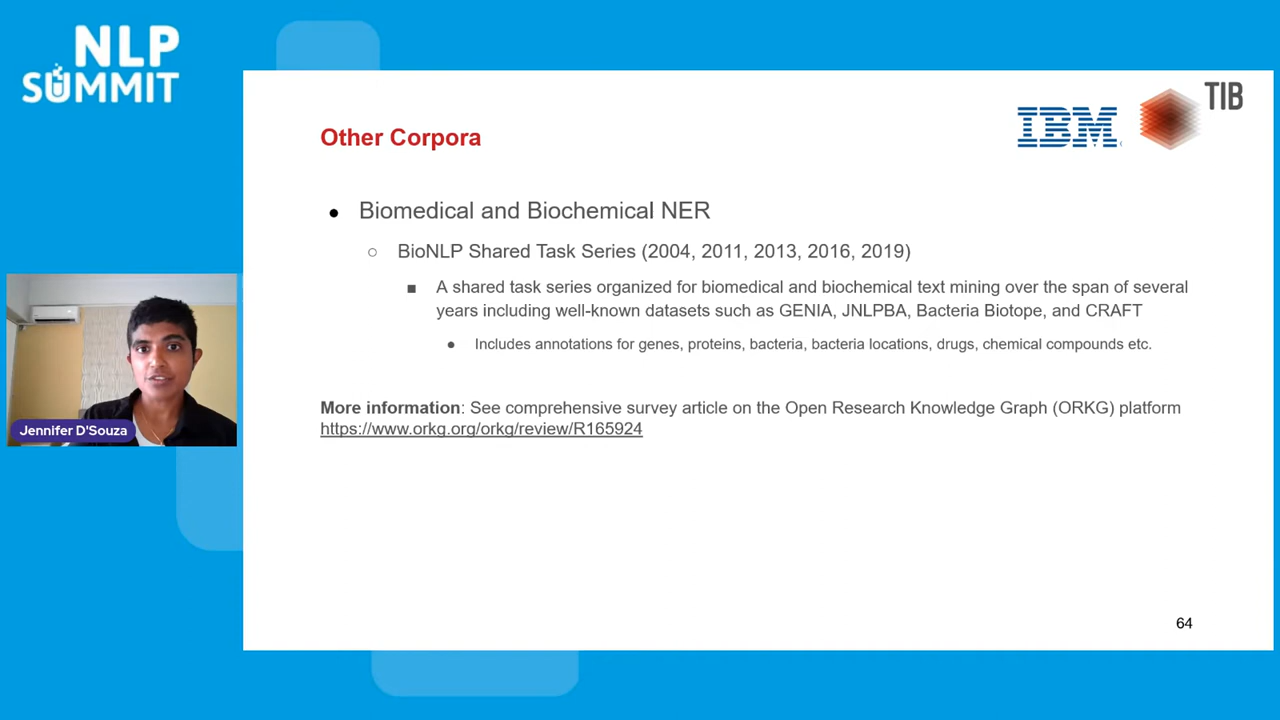 NLP
SUMMIT
IBM
TIB
Other Corpora
● Biomedical and Biochemical NER
○ BioNLP Shared Task Series (2004, 2011, 2013, 2016, 2019)
■ A shared task series organized for biomedical and biochemical text mining over the span of several
years including well-known datasets such as GENIA, JNLPBA, Bacteria Biotope, and CRAFT
● Includes annotations for genes, proteins, bacteria, bacteria locations, drugs, chemical compounds etc.
More information: See comprehensive survey article on the Open Research Knowledge Graph (ORKG) platform
https://www.orkg.org/orkg/review/R165924
Jennifer D'Souza
64